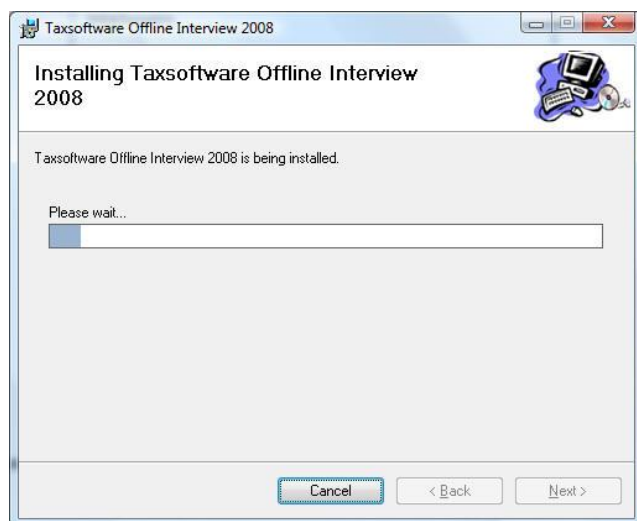 Taxsoftware Offline Interview 2008
Installing Taxsoftware Offline Interview
2008
Taxsoftware Offline Interview 2008 is being installed.
Please wait...
Cancel
< Back
Next >